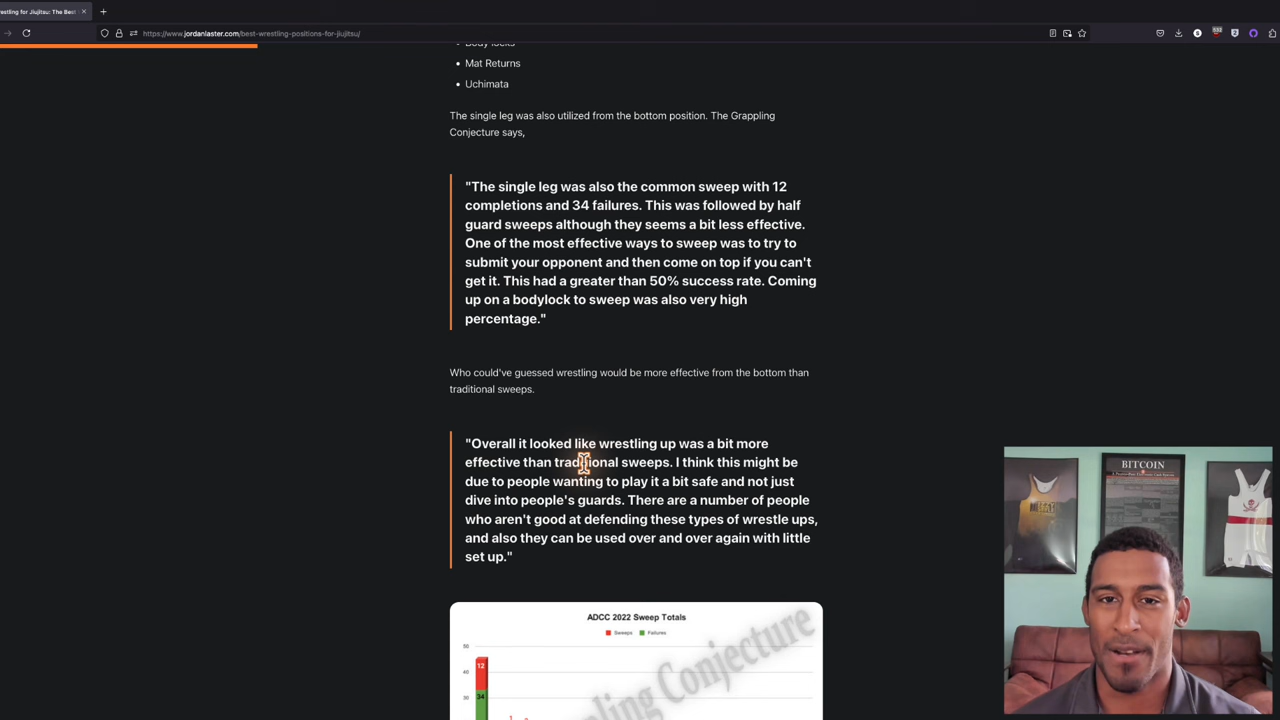 wrestling for Jiujitsu: The Best
https://www.jordanlaster.com/best-wrestling-positions-for-jiujitsu/
Body locks
Mat Returns
Uchimata
The single leg was also utilized from the bottom position. The Grappling
Conjecture says,
"The single leg was also the common sweep with 12
completions and 34 failures. This was followed by half
guard sweeps although they seems a bit less effective.
One of the most effective ways to sweep was to try to
submit your opponent and then come on top if you can't
get it. This had a greater than 50% success rate. Coming
up on a bodylock to sweep was also very high
percentage."
Who could've guessed wrestling would be more effective from the bottom than
traditional sweeps.
"Overall it looked like wrestling up was a bit more
effective than traditional sweeps. I think this might be
due to people wanting to play it a bit safe and not just
dive into people's guards. There are a number of people
who aren't good at defending these types of wrestle ups,
and also they can be used over and over again with little
set up."
BITCOIN
ADCC 2022 Sweep Totals
Sweeps
Failures
50
12
40
34
30
Grappling Conjecture